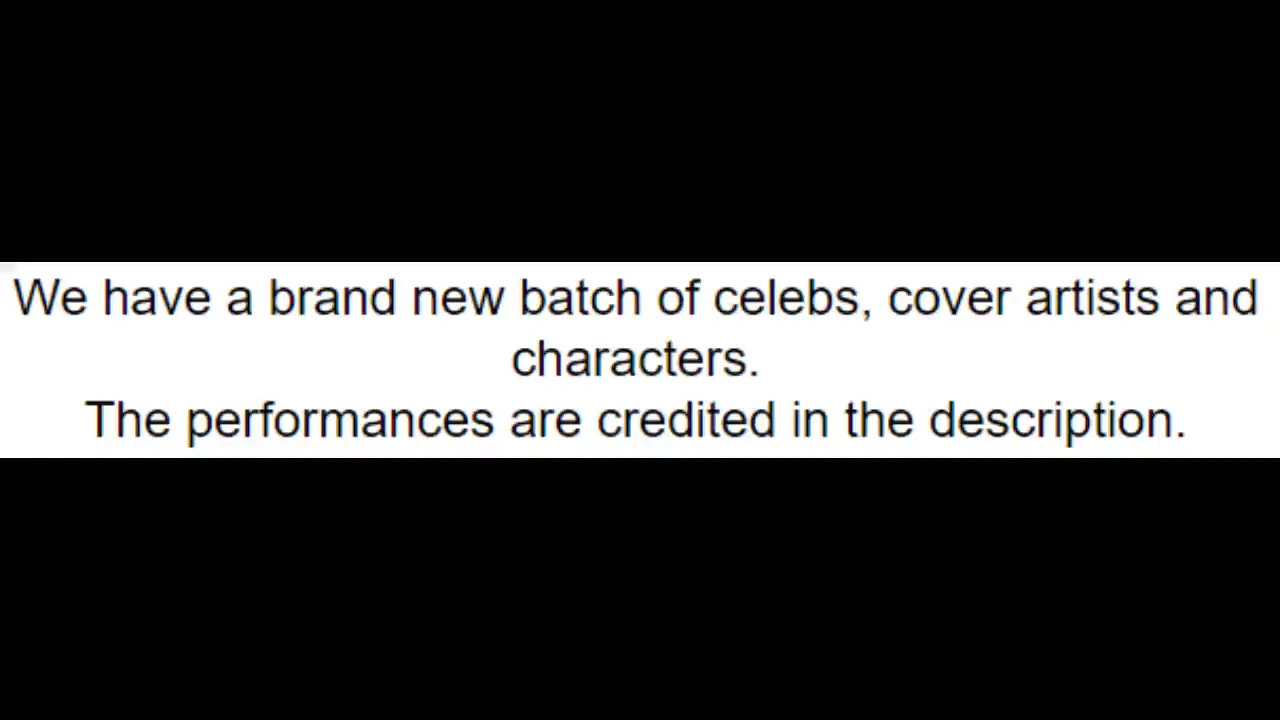 We have a brand new batch of celebs, cover artists and
characters.
The performances are credited in the description.